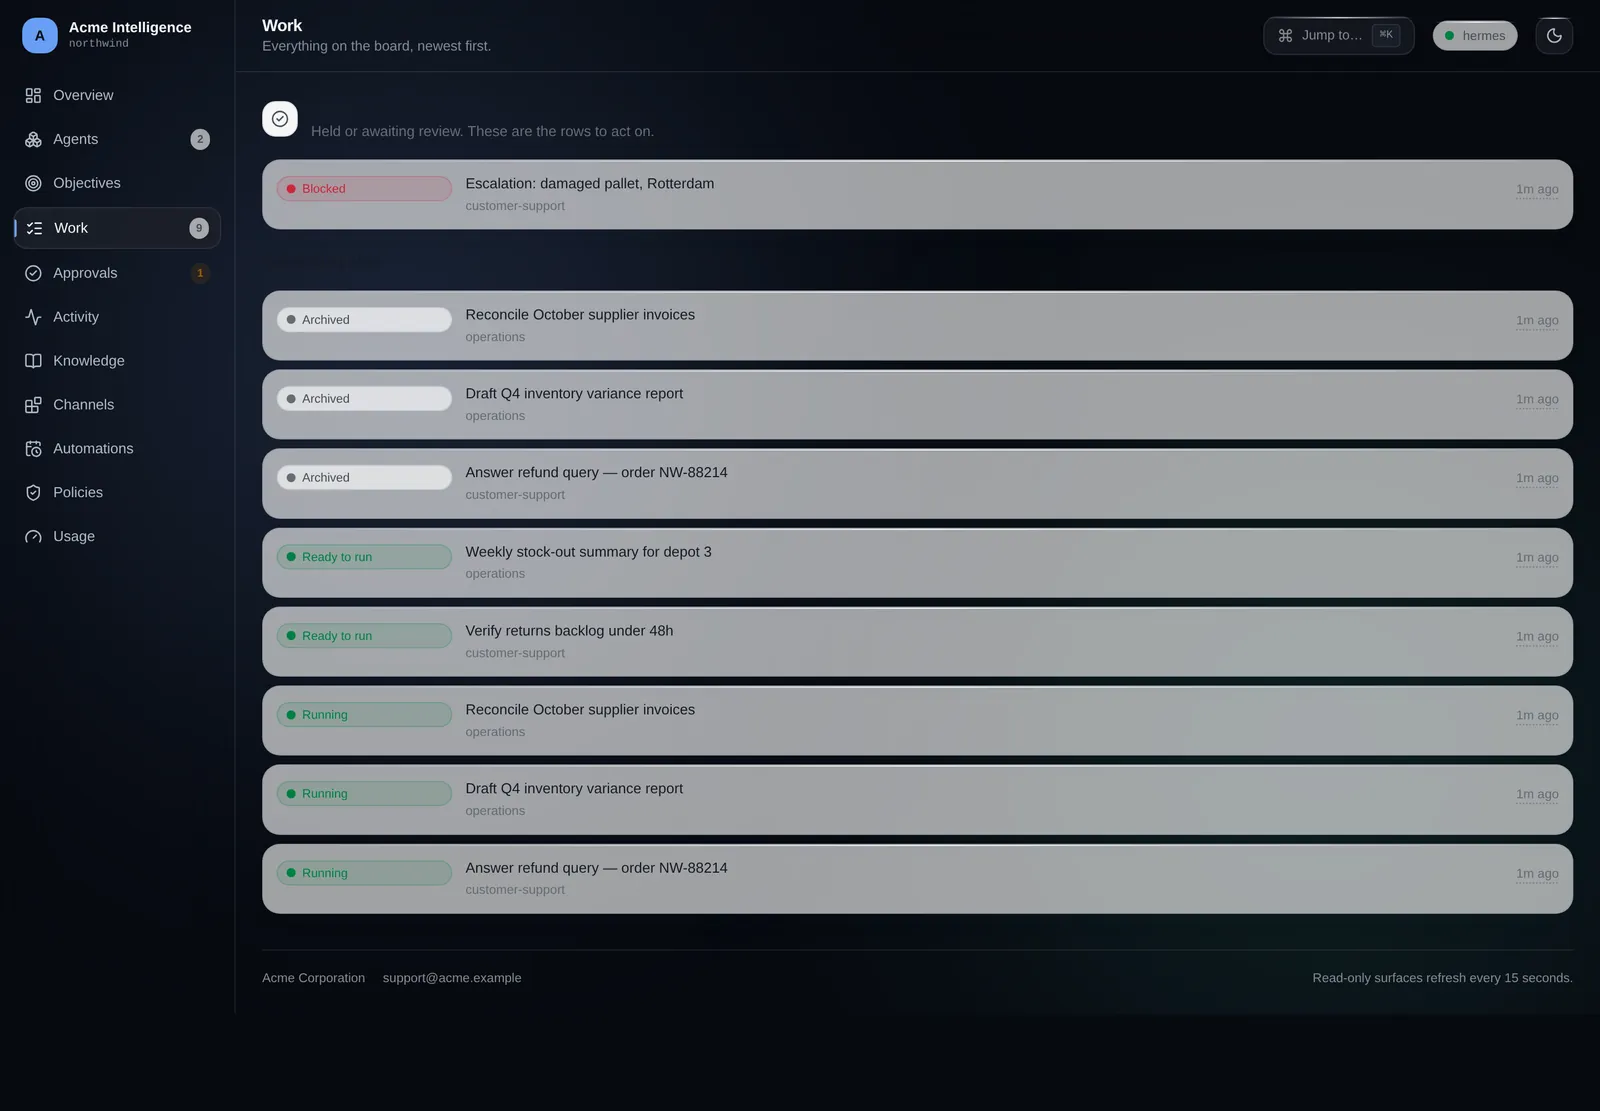 A
Acme Intelligence
northwind
Overview
Agents 2
Objectives
Work 9
Approvals 1
Activity
Knowledge
Channels
Automations
Policies
Usage
Work
Everything on the board, newest first.
⌘ Jump to… ⌘K
hermes
Held or awaiting review. These are the rows to act on.
Blocked Escalation: damaged pallet, Rotterdam 1m ago
customer-support
Archived Reconcile October supplier invoices 1m ago
operations
Archived Draft Q4 inventory variance report 1m ago
operations
Archived Answer refund query — order NW-88214 1m ago
customer-support
Ready to run Weekly stock-out summary for depot 3 1m ago
operations
Ready to run Verify returns backlog under 48h 1m ago
customer-support
Running Reconcile October supplier invoices 1m ago
operations
Running Draft Q4 inventory variance report 1m ago
operations
Running Answer refund query — order NW-88214 1m ago
customer-support
Acme Corporation support@acme.example Read-only surfaces refresh every 15 seconds.